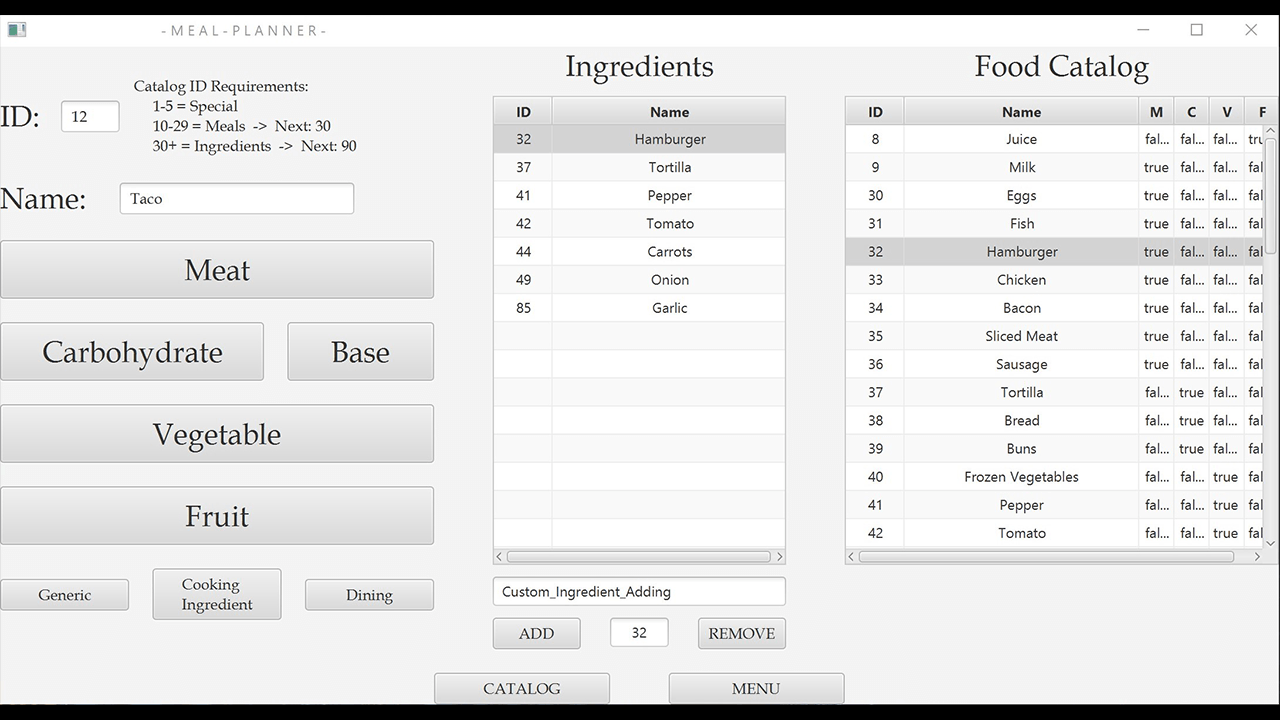 -MEAL-PLANNER-
ID:
12
Catalog ID Requirements:
1-5 = Special
10-29 = Meals -> Next: 30
30+ = Ingredients -> Next: 90
Name:
Taco
Meat
Carbohydrate
Base
Vegetable
Fruit
Generic
Cooking
Ingredient
Dining
Ingredients
ID Name
32 Hamburger
37 Tortilla
41 Pepper
42 Tomato
44 Carrots
49 Onion
85 Garlic
Custom_Ingredient_Adding
ADD
32
REMOVE
Food Catalog
ID Name M C V F
8 Juice fal... fal... fal... tru
9 Milk true fal... fal... fal
30 Eggs true fal... fal... fal
31 Fish true fal... fal... fal
32 Hamburger true fal... fal... fal
33 Chicken true fal... fal... fal
34 Bacon true fal... fal... fal
35 Sliced Meat true fal... fal... fal
36 Sausage true fal... fal... fal
37 Tortilla fal... true fal... fal
38 Bread fal... true fal... fal
39 Buns fal... true fal... fal
40 Frozen Vegetables fal... fal... true fal
41 Pepper fal... fal... true fal
42 Tomato fal... fal... true fal
CATALOG
MENU